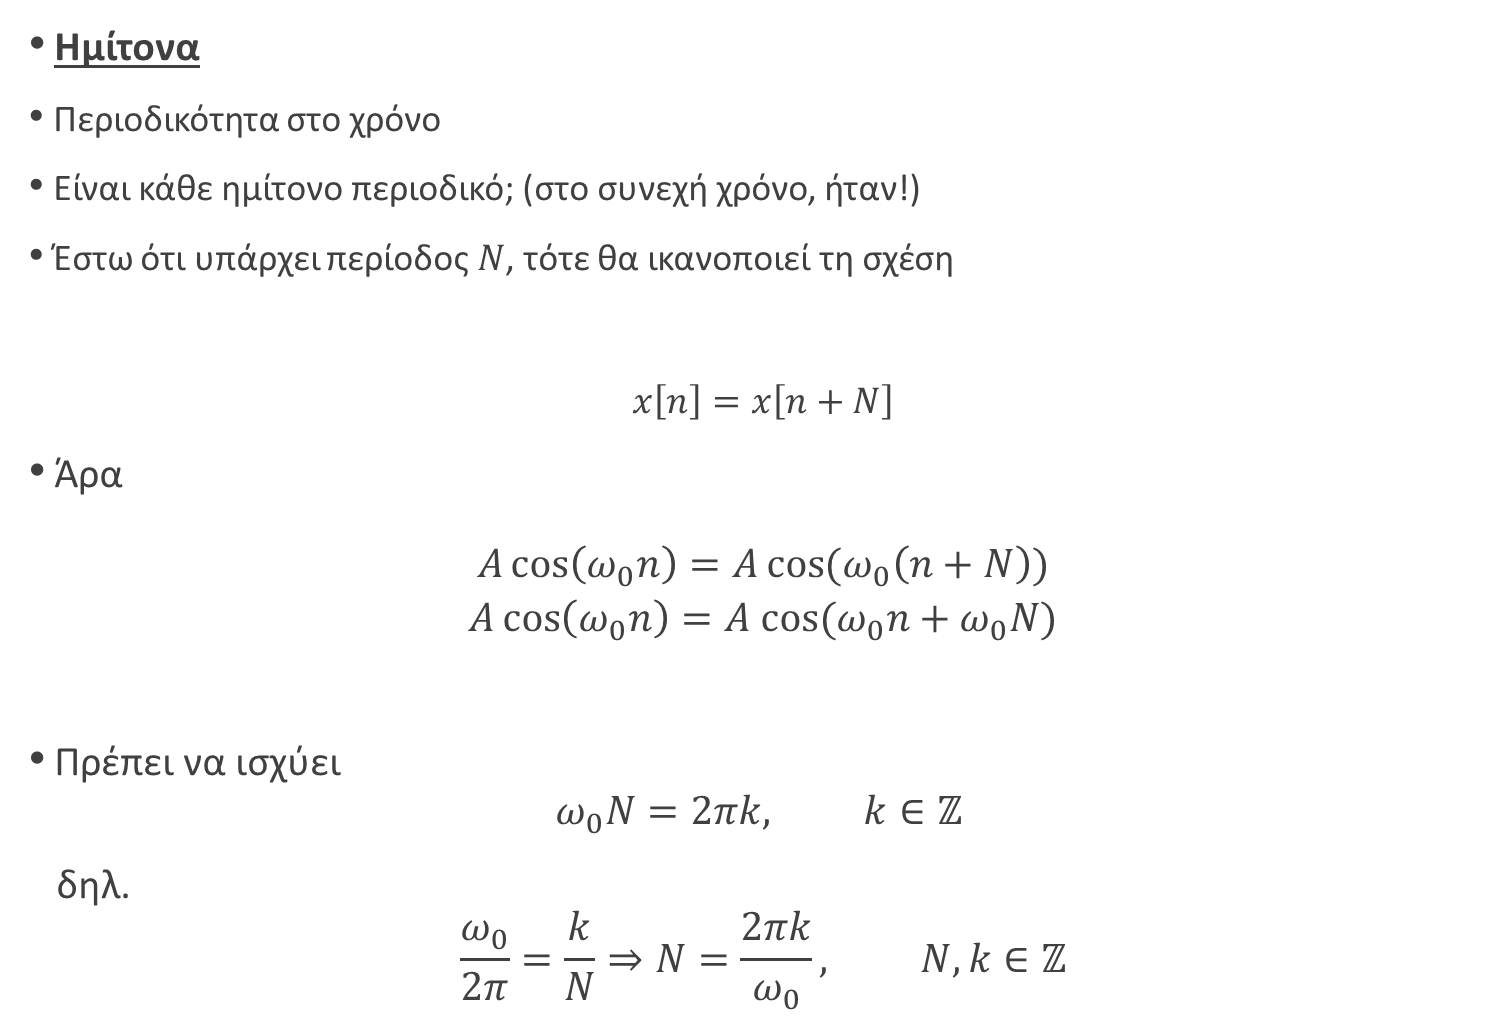 • Ημίτονα
• Περιοδικότητα στο χρόνο
• Είναι κάθε ημίτονο περιοδικό; (στο συνεχή χρόνο, ήταν!)
• Έστω ότι υπάρχει περίοδος N, τότε θα ικανοποιεί τη σχέση
x[n] = x[n + N]
• Άρα
A cos(ω₀n) = A cos(ω₀(n + N))
A cos(ω₀n) = A cos(ω₀n + ω₀N)
• Πρέπει να ισχύει
ω₀N = 2πk, k ∈ ℤ
δηλ.
ω₀/2π = k/N ⇒ N = 2πk/ω₀, N, k ∈ ℤ